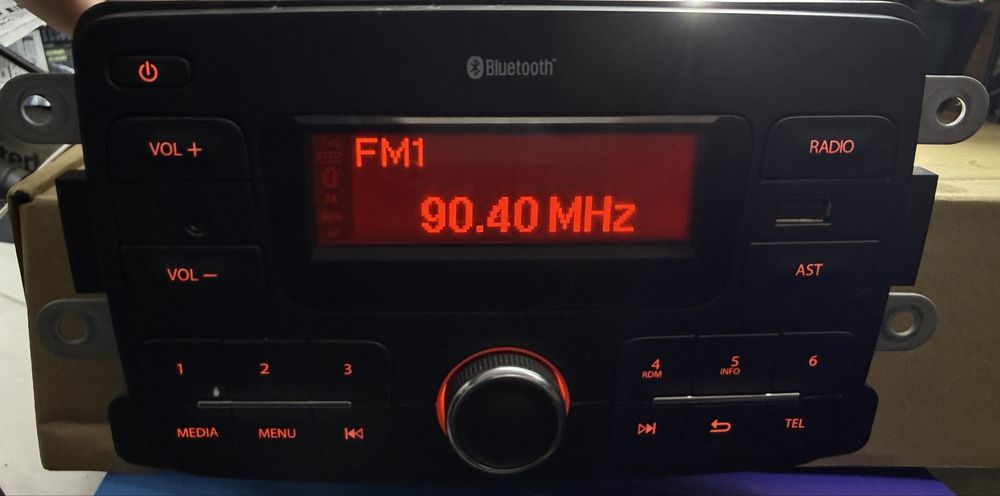 Bluetooth
VOL +
FM1
RADIO
90.40 MHz
VOL −
AST
1
2
3
4
RDM
5
INFO
6
MEDIA
MENU
TEL